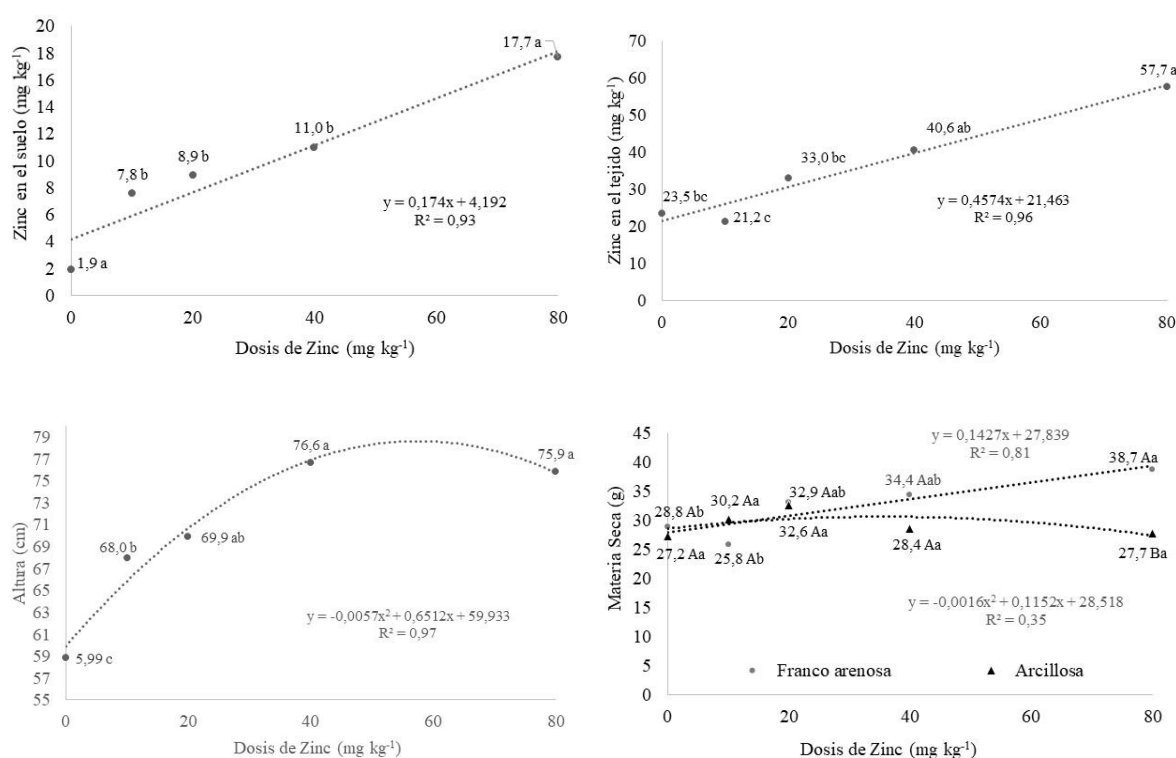 Zinc en el suelo (mg kg⁻¹)
20
18
16
14
12
10
8
6
4
2
0
17,7 a
11,0 b
8,9 b
7,8 b
1,9 a
y = 0,174x + 4,192
R² = 0,93
0
20
40
60
80
Dosis de Zinc (mg kg⁻¹)
Zinc en el tejido (mg kg⁻¹)
70
60
50
40
30
20
10
0
57,7 a
40,6 ab
33,0 bc
23,5 bc
21,2 c
y = 0,4574x + 21,463
R² = 0,96
0
20
40
60
80
Dosis de Zinc (mg kg⁻¹)
Altura (cm)
79
77
75
73
71
69
67
65
63
61
59
57
55
76,6 a
75,9 a
68,0 b
69,9 ab
5,99 c
y = -0,0057x² + 0,6512x + 59,933
R² = 0,97
0
20
40
60
80
Dosis de Zinc (mg kg⁻¹)
Materia Seca (g)
45
40
35
30
25
20
15
10
5
0
y = 0,1427x + 27,839
R² = 0,81
38,7 Aa
34,4 Aab
32,9 Aab
30,2 Aa
28,8 Ab
32,6 Aa
28,4 Aa
27,2 Aa
25,8 Ab
27,7 Ba
y = -0,0016x² + 0,1152x + 28,518
R² = 0,35
Franco arenosa
Arcillosa
0
20
40
60
80
Dosis de Zinc (mg kg⁻¹)